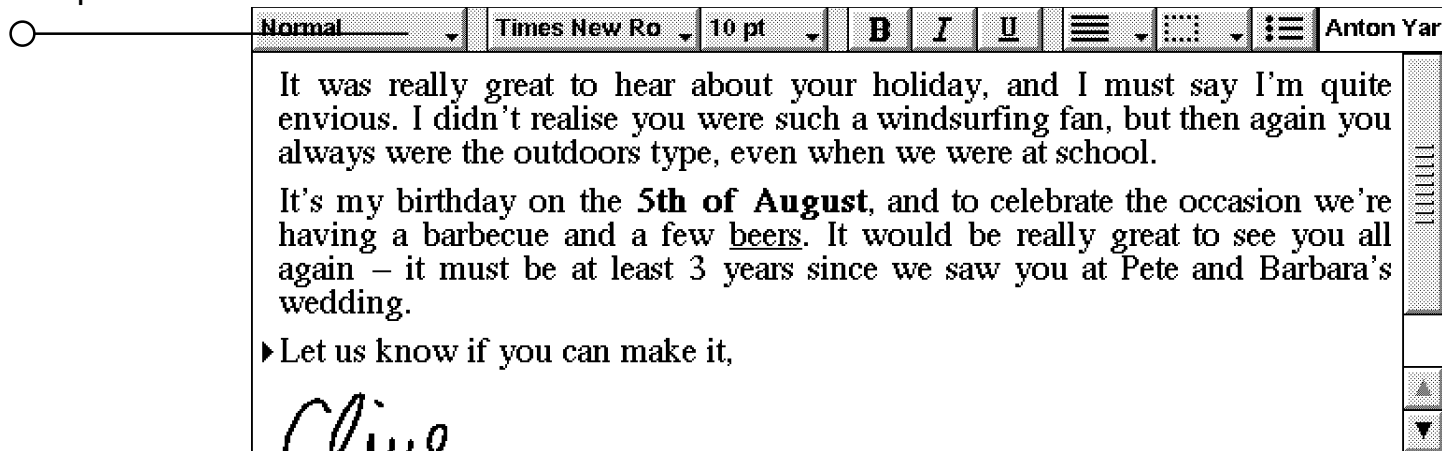 Normal Times New Ro 10 pt B I U Anton Yar
It was really great to hear about your holiday, and I must say I'm quite
envious. I didn't realise you were such a windsurfing fan, but then again you
always were the outdoors type, even when we were at school.
It's my birthday on the 5th of August, and to celebrate the occasion we're
having a barbecue and a few beers. It would be really great to see you all
again – it must be at least 3 years since we saw you at Pete and Barbara's
wedding.
Let us know if you can make it,
Clive